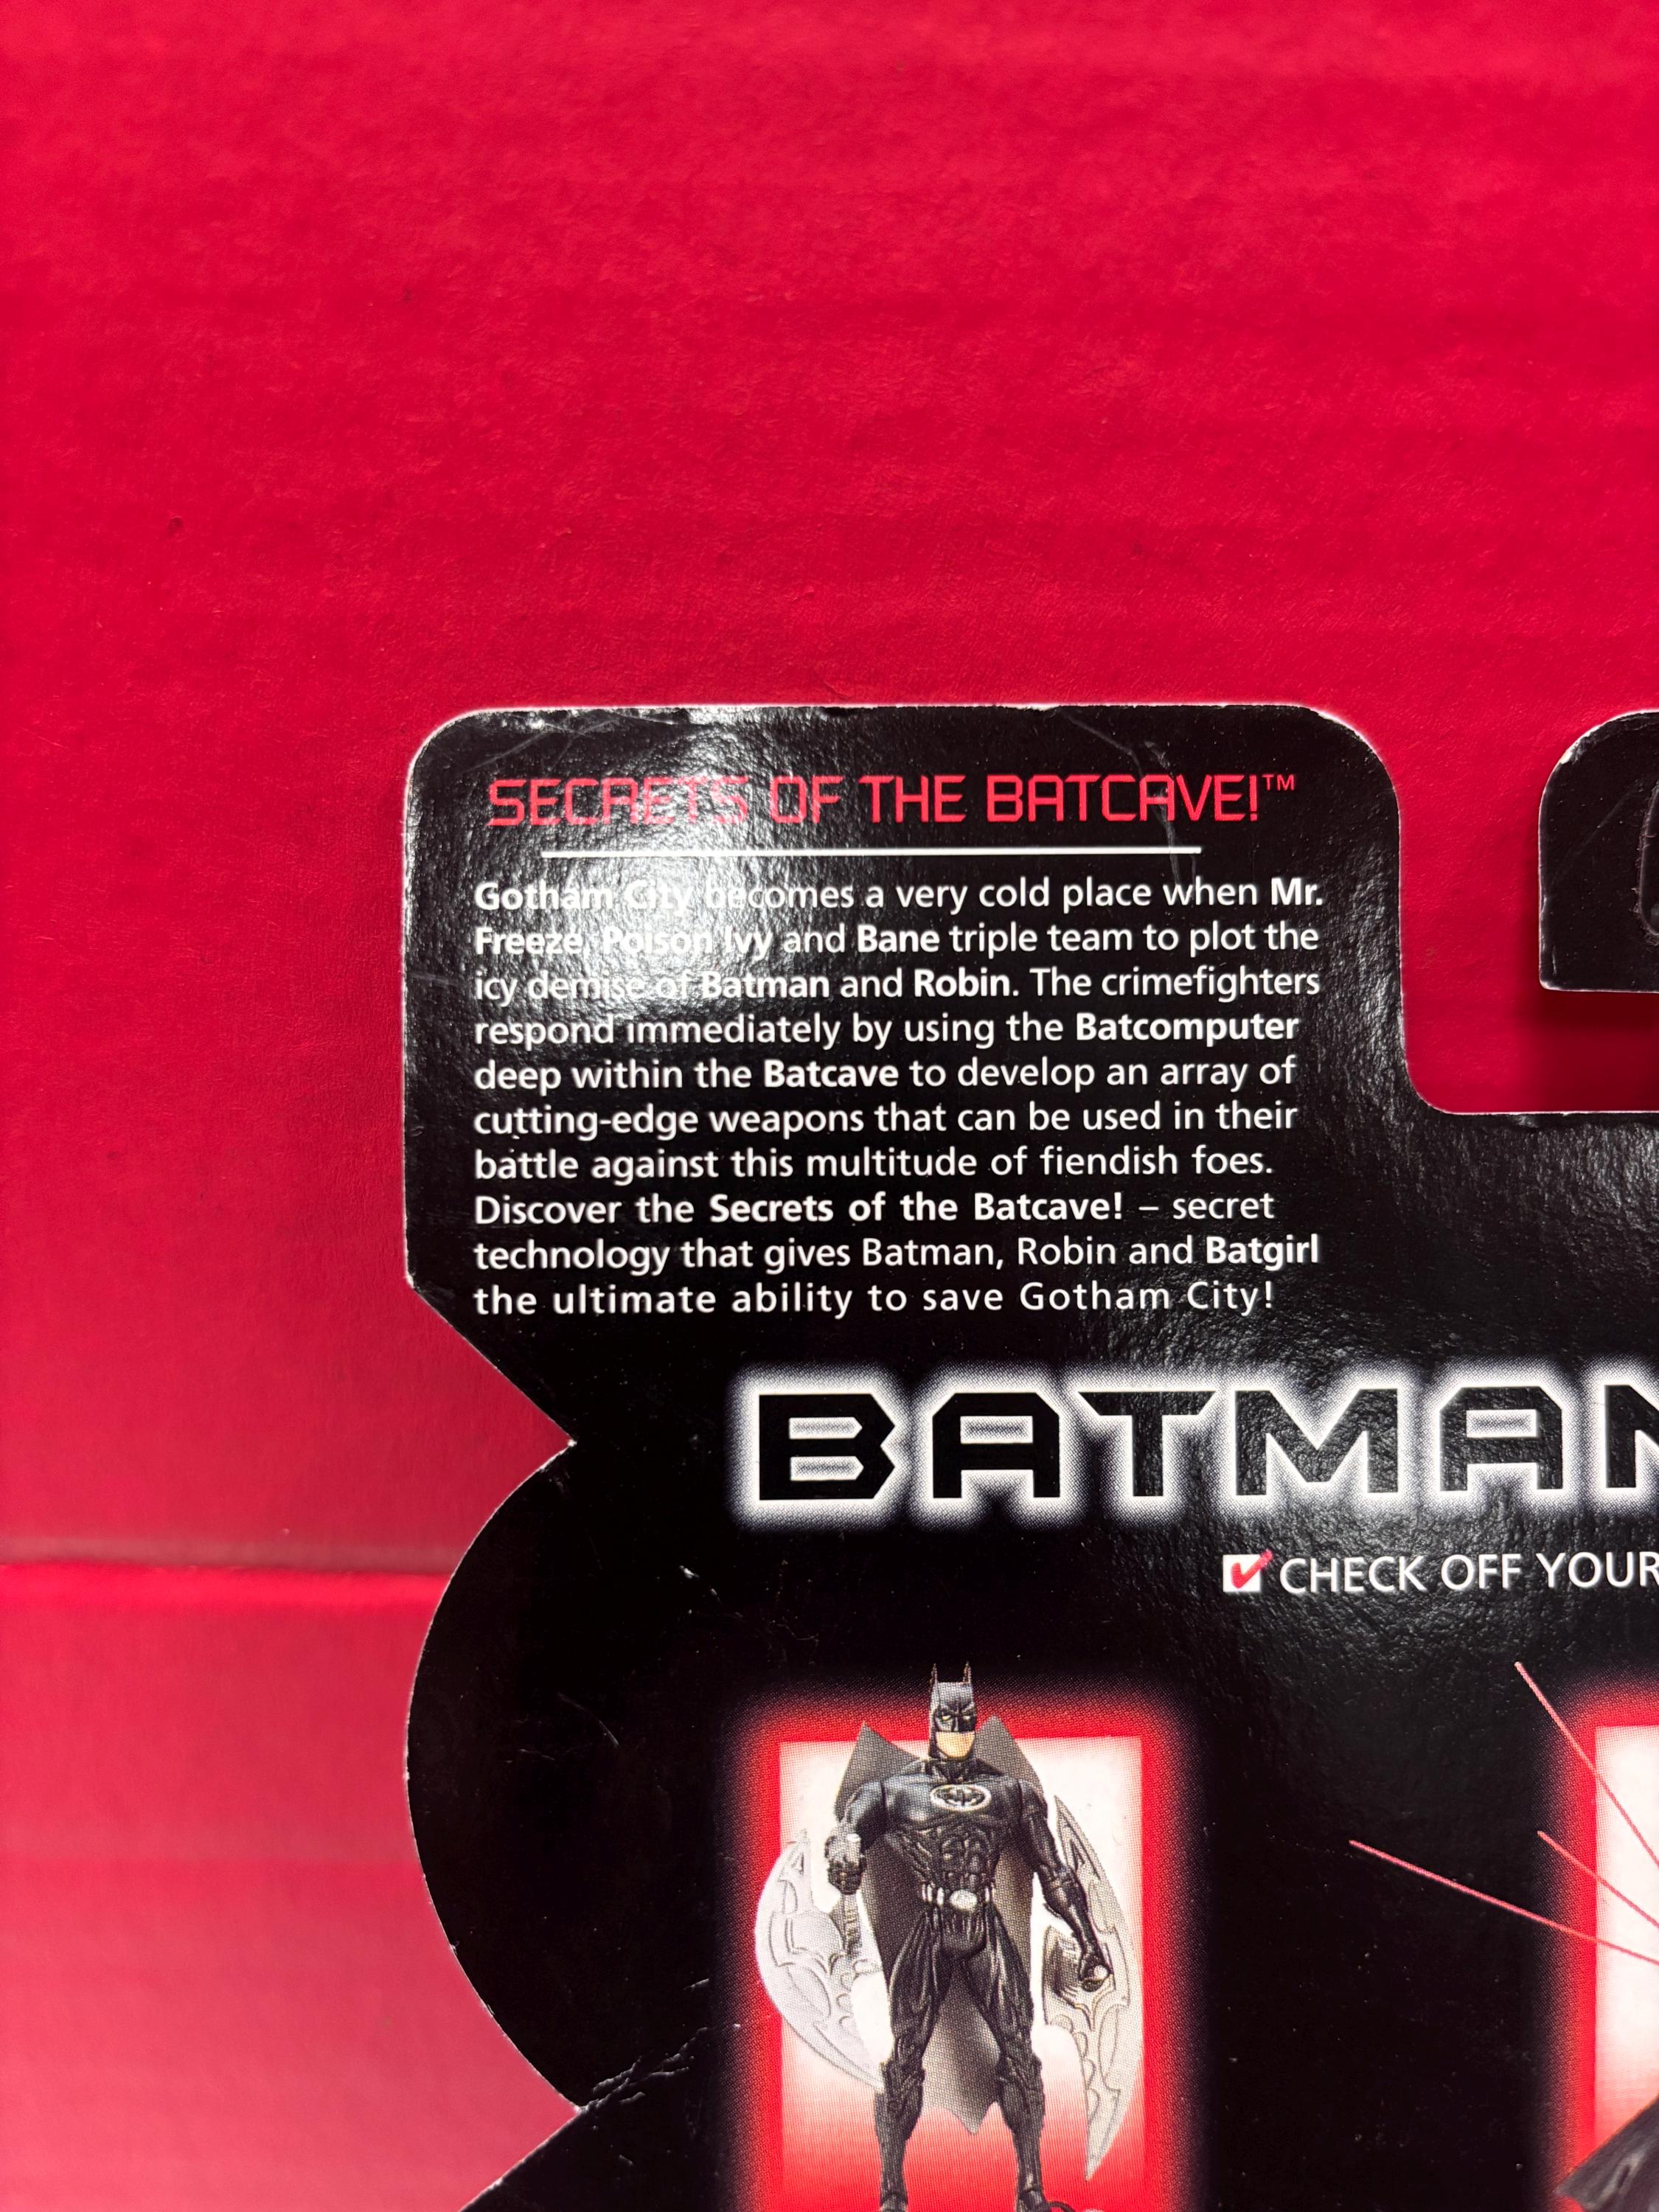 SECRETS OF THE BATCAVE!™
Gotham City becomes a very cold place when Mr.
Freeze, Poison Ivy and Bane triple team to plot the
icy demise of Batman and Robin. The crimefighters
respond immediately by using the Batcomputer
deep within the Batcave to develop an array of
cutting-edge weapons that can be used in their
battle against this multitude of fiendish foes.
Discover the Secrets of the Batcave! – secret
technology that gives Batman, Robin and Batgirl
the ultimate ability to save Gotham City!
BATMAN
CHECK OFF YOUR